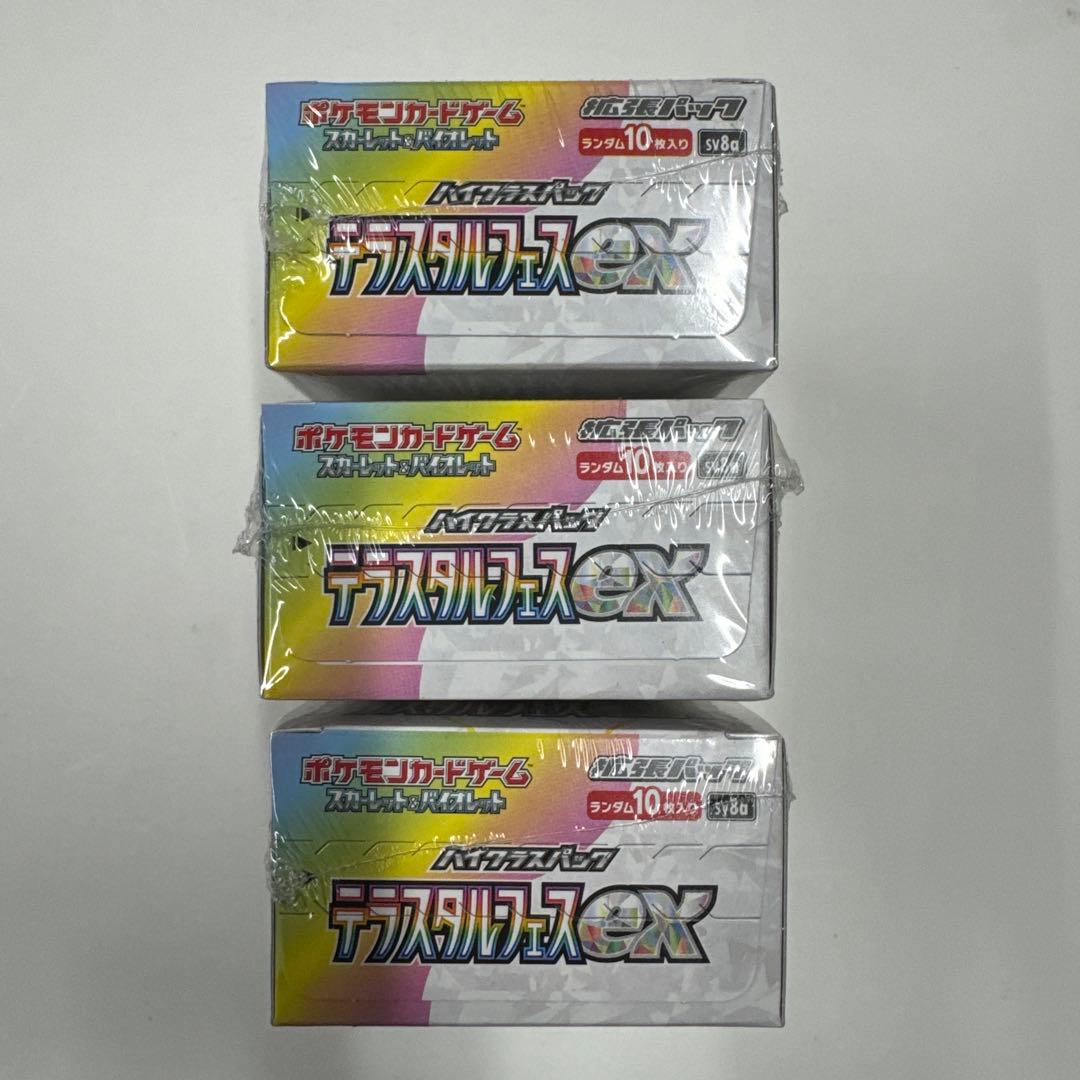 ポケモンカードゲーム
拡張パック
スカーレット&バイオレット
ランダム10枚入り
sv8a
ハイクラスパック
テラスタルフェスex
ポケモンカードゲーム
拡張パック
スカーレット&バイオレット
ランダム10枚入り
sv8a
ハイクラスパック
テラスタルフェスex
ポケモンカードゲーム
拡張パック
スカーレット&バイオレット
ランダム10枚入り
sv8a
ハイクラスパック
テラスタルフェスex